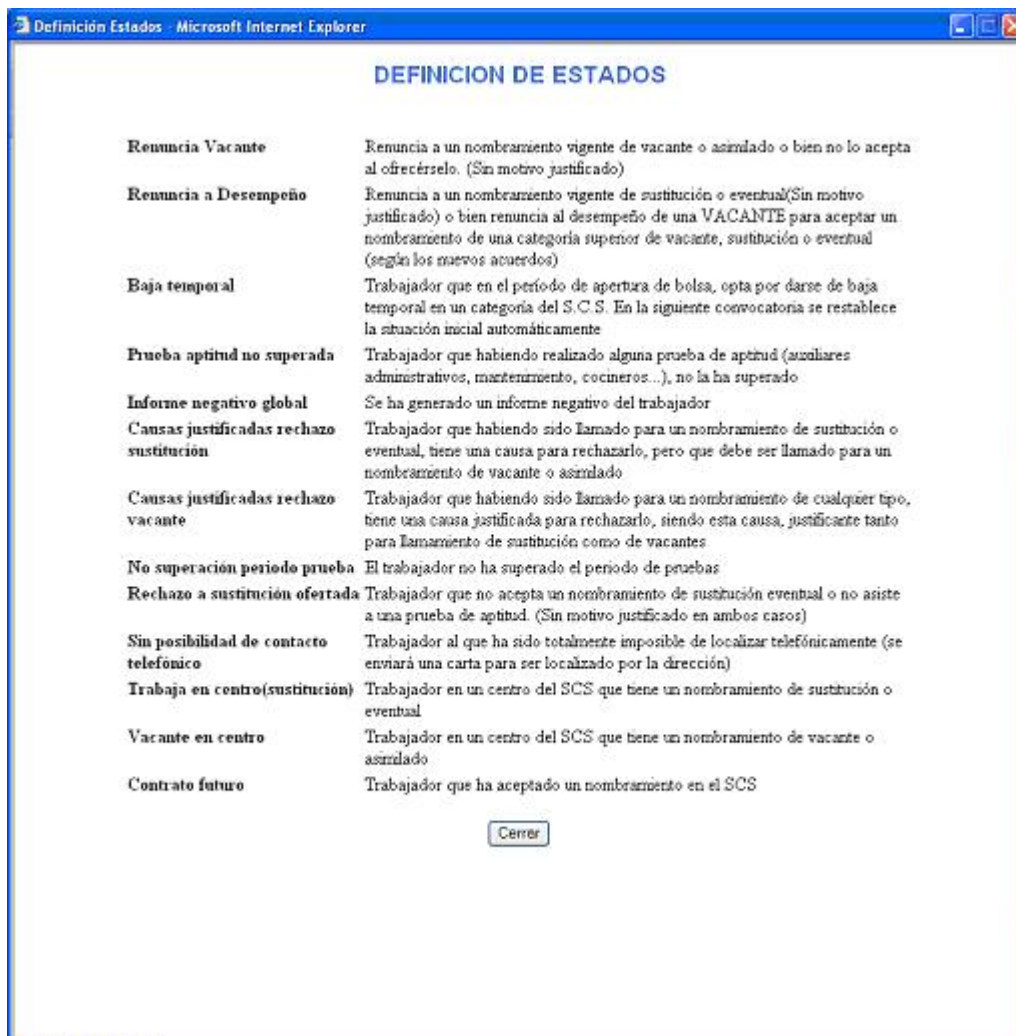 Definición Estados - Microsoft Internet Explorer
DEFINICION DE ESTADOS
Renuncia Vacante Renuncia a un nombramiento vigente de vacante o asimilado o bien no lo acepta
al ofrecérselo. (Sin motivo justificado)
Renuncia a Desempeño Renuncia a un nombramiento vigente de sustitución o eventual(Sin motivo
justificado) o bien renuncia al desempeño de una VACANTE para aceptar un
nombramiento de una categoría superior de vacante, sustitución o eventual
(según los nuevos acuerdos)
Baja temporal Trabajador que en el período de apertura de bolsa, opta por darse de baja
temporal en un categoría del S.C.S. En la siguiente convocatoria se restablece
la situación inicial automáticamente
Prueba aptitud no superada Trabajador que habiendo realizado alguna prueba de aptitud (auxiliares
administrativos, mantenimiento, cocineros...), no la ha superado
Informe negativo global Se ha generado un informe negativo del trabajador
Causas justificadas rechazo Trabajador que habiendo sido llamado para un nombramiento de sustitución o
sustitución eventual, tiene una causa para rechazarlo, pero que debe ser llamado para un
nombramiento de vacante o asimilado
Causas justificadas rechazo Trabajador que habiendo sido llamado para un nombramiento de cualquier tipo,
vacante tiene una causa justificada para rechazarlo, siendo esta causa, justificante tanto
para llamamiento de sustitución como de vacantes
No superación periodo prueba El trabajador no ha superado el periodo de pruebas
Rechazo a sustitución ofertada Trabajador que no acepta un nombramiento de sustitución eventual o no asiste
a una prueba de aptitud. (Sin motivo justificado en ambos casos)
Sin posibilidad de contacto Trabajador al que ha sido totalmente imposible de localizar telefónicamente (se
telefónico enviará una carta para ser localizado por la dirección)
Trabaja en centro(sustitución) Trabajador en un centro del SCS que tiene un nombramiento de sustitución o
eventual
Vacante en centro Trabajador en un centro del SCS que tiene un nombramiento de vacante o
asimilado
Contrato futuro Trabajador que ha aceptado un nombramiento en el SCS
Cerrar